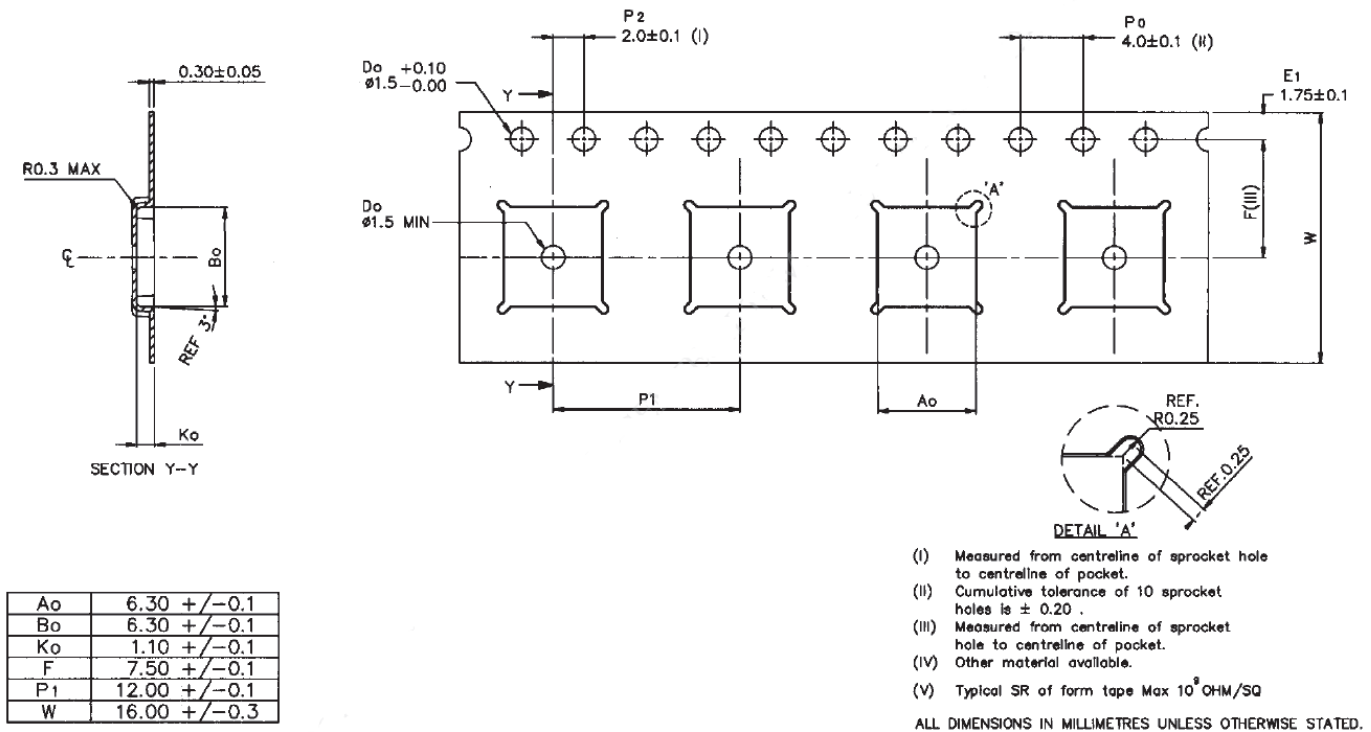 P2
2.0±0.1 (I)
Po
4.0±0.1 (II)
0.30±0.05
Do +0.10
ø1.5-0.00
Y
E1
1.75±0.1
R0.3 MAX
'A'
Do
ø1.5 MIN
F(III)
W
℄
Bo
REF 3°
Y
P1
Ao
Ko
SECTION Y--Y
REF.
R0.25
REF.0.25
DETAIL 'A'
(I) Measured from centreline of sprocket hole
to centreline of pocket.
(II) Cumulative tolerance of 10 sprocket
holes is ± 0.20 .
(III) Measured from centreline of sprocket
hole to centreline of pocket.
(IV) Other material available.
(V) Typical SR of form tape Max 10⁹ OHM/SQ
ALL DIMENSIONS IN MILLIMETRES UNLESS OTHERWISE STATED.
Ao 6.30 +/-0.1
Bo 6.30 +/-0.1
Ko 1.10 +/-0.1
F 7.50 +/-0.1
P1 12.00 +/-0.1
W 16.00 +/-0.3